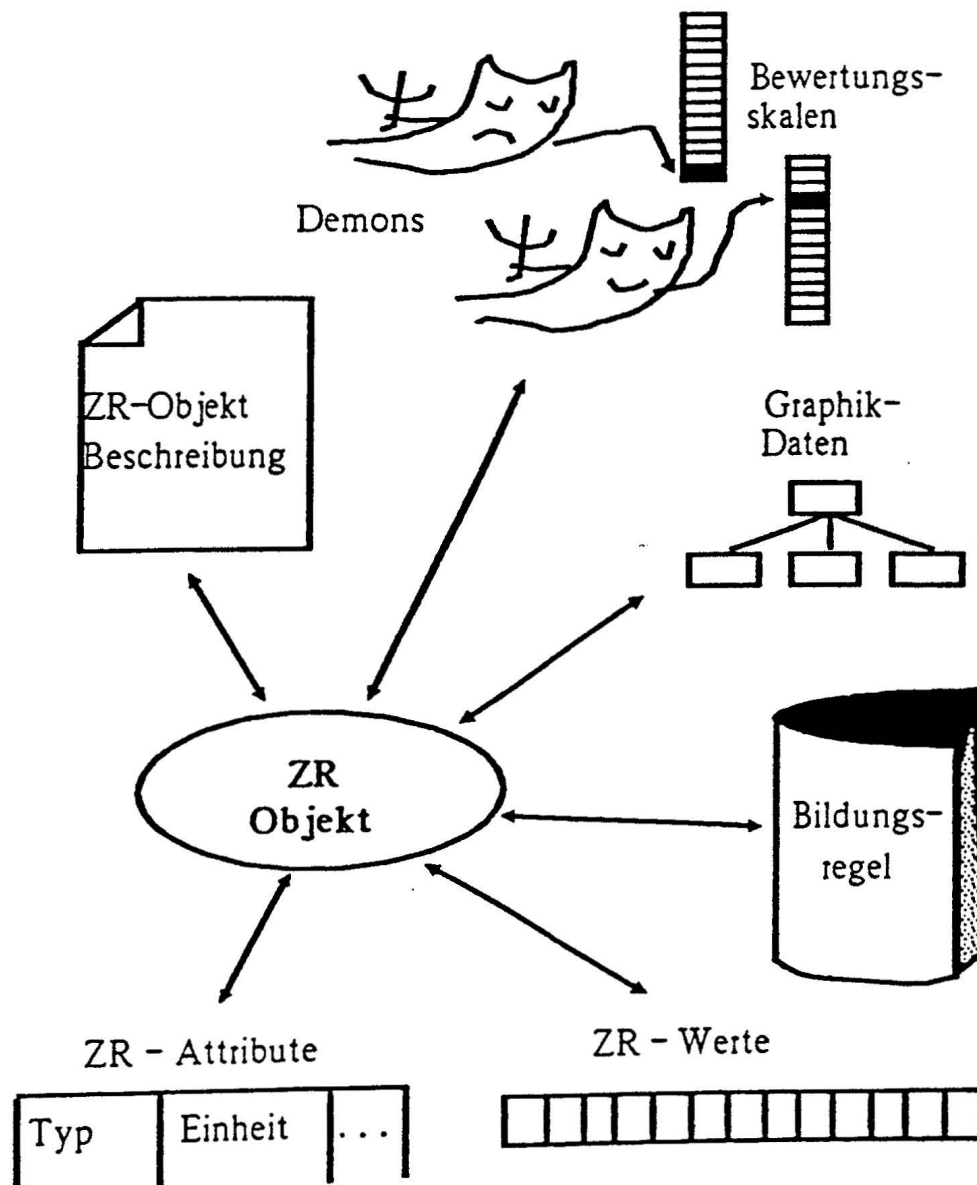 Bewertungs-
skalen
Demons
ZR-Objekt
Beschreibung
Graphik-
Daten
ZR
Objekt
Bildungs-
regel
ZR - Attribute
ZR - Werte
Typ
Einheit
...